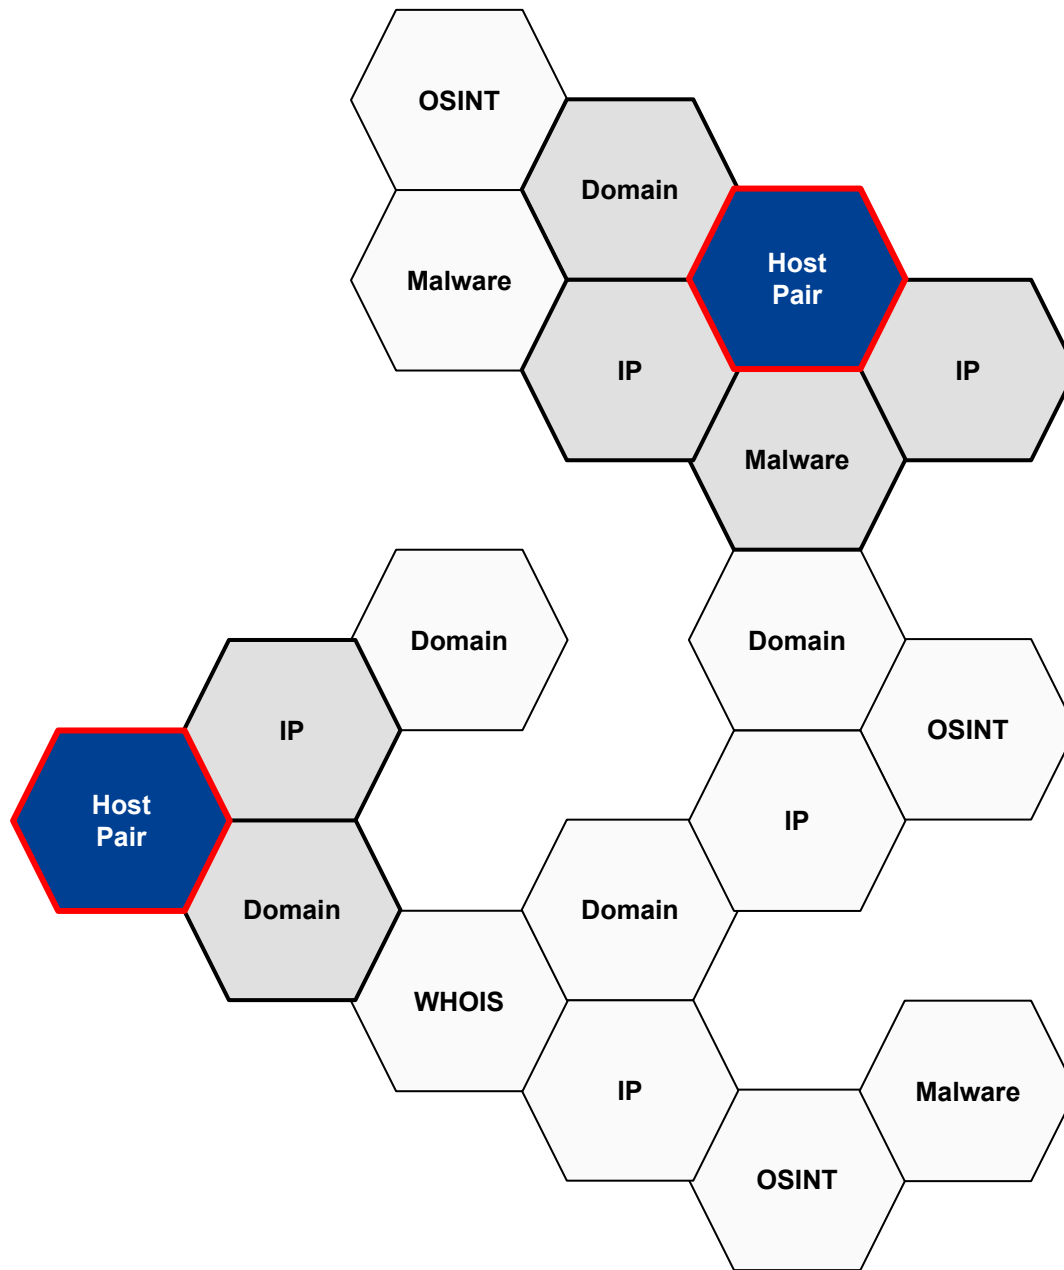 OSINT
Domain
Host
Pair
Malware
IP
IP
Malware
Domain
Domain
OSINT
IP
Host
Pair
IP
Domain
Domain
WHOIS
IP
Malware
OSINT